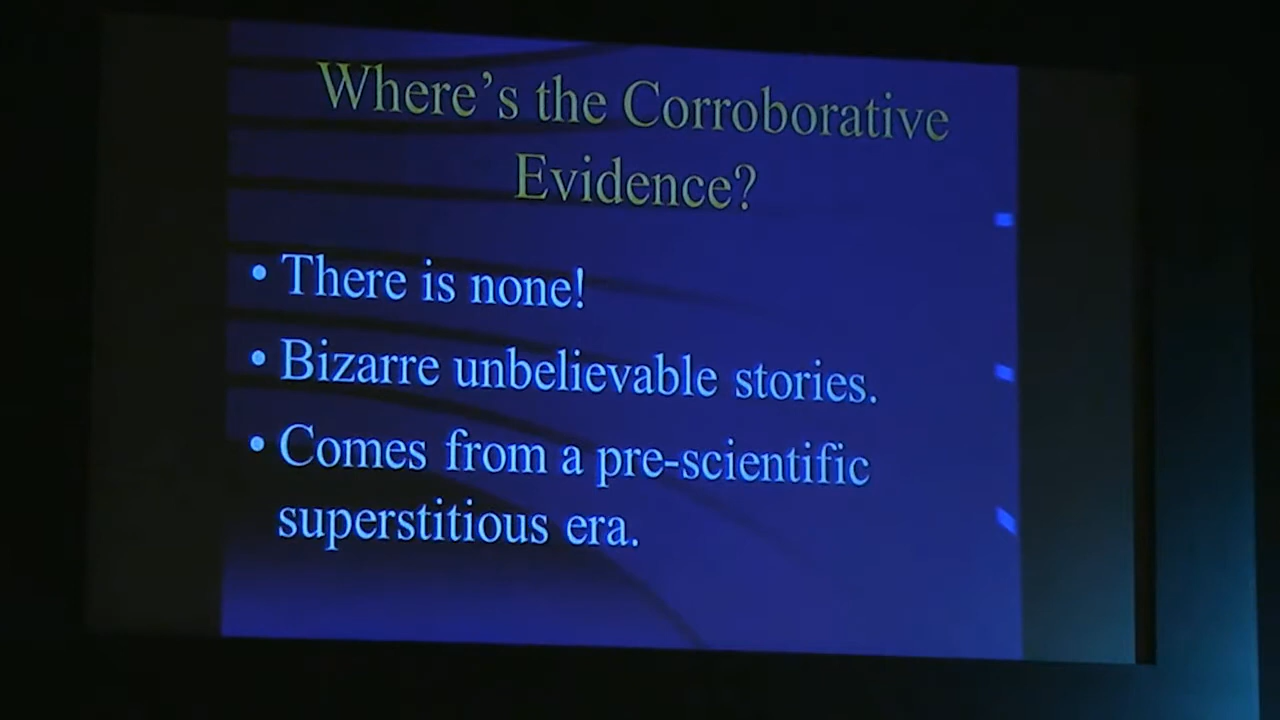 Where's the Corroborative
Evidence?
• There is none!
• Bizarre unbelievable stories.
• Comes from a pre-scientific
superstitious era.